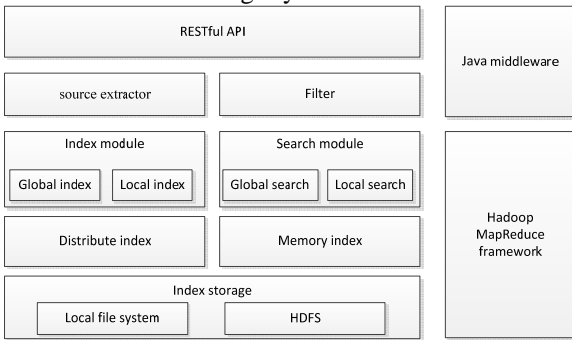 RESTful API
Java middleware
source extractor
Filter
Index module
Search module
Global index
Local index
Global search
Local search
Distribute index
Memory index
Hadoop
MapReduce
framework
Index storage
Local file system
HDFS